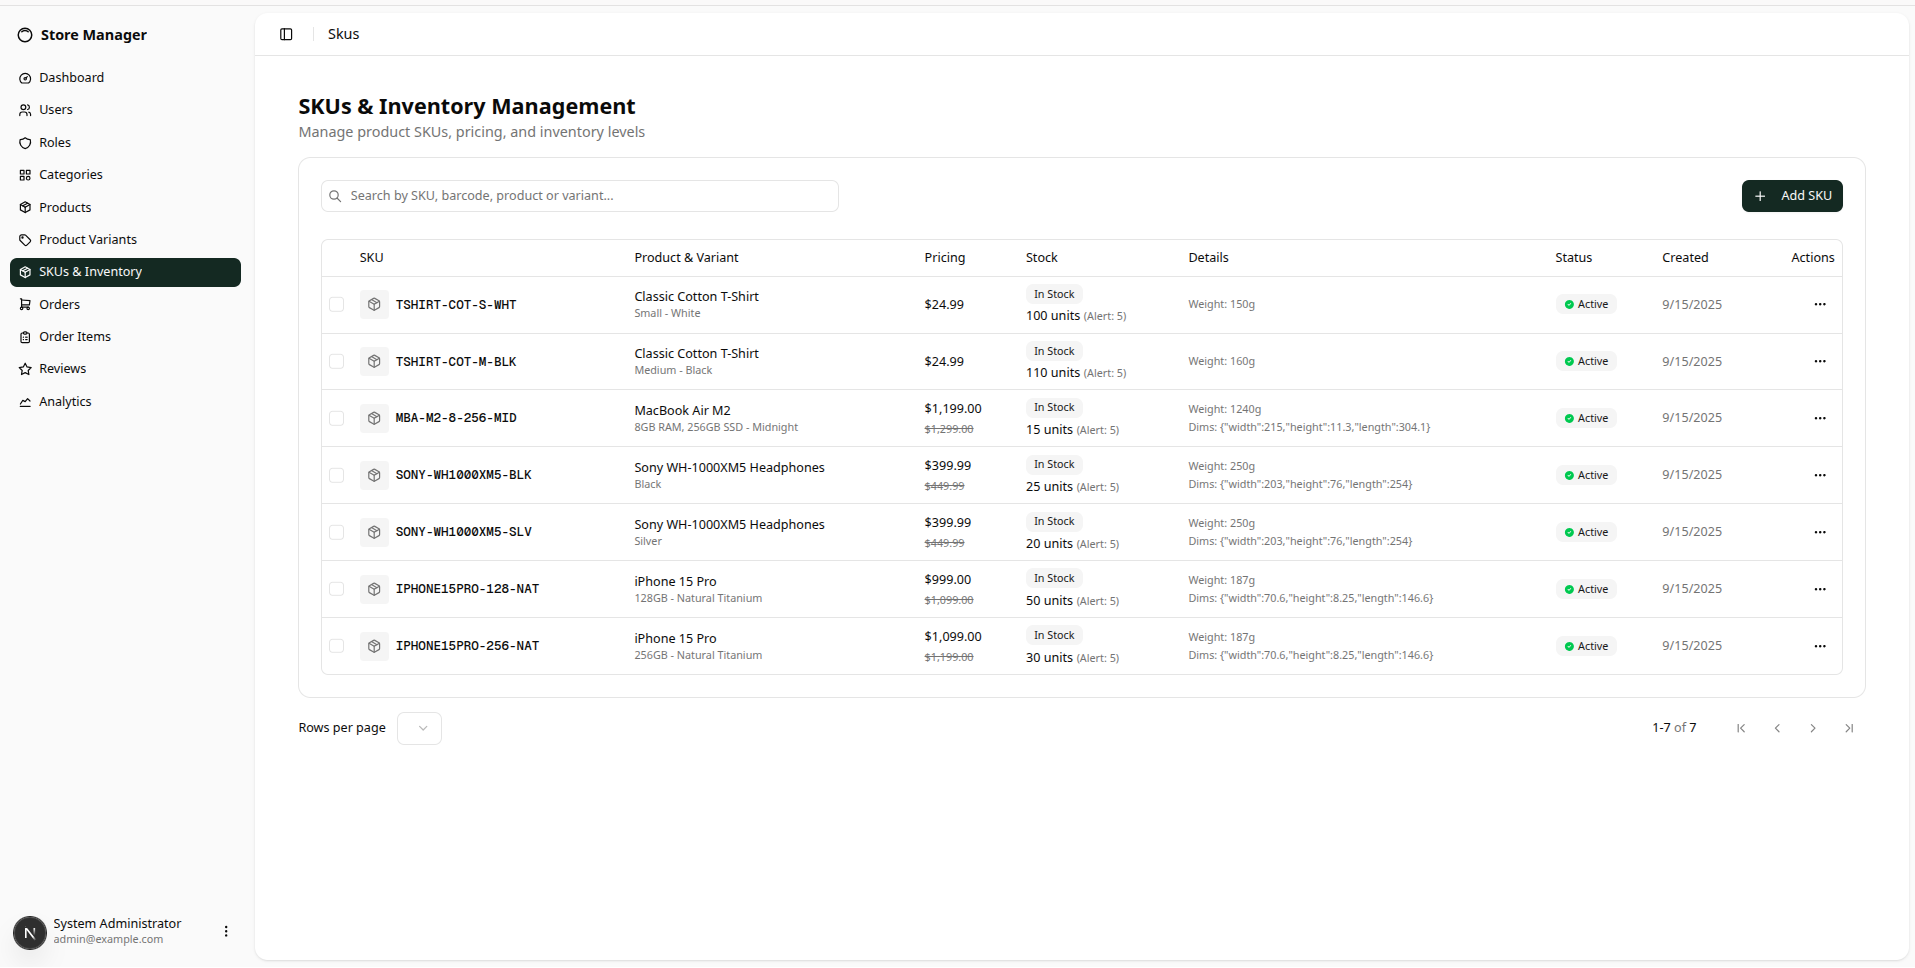 Store Manager
Dashboard
Users
Roles
Categories
Products
Product Variants
SKUs & Inventory
Orders
Order Items
Reviews
Analytics
System Administrator
admin@example.com
N
Skus
SKUs & Inventory Management
Manage product SKUs, pricing, and inventory levels
Search by SKU, barcode, product or variant...
Add SKU
SKU Product & Variant Pricing Stock Details Status Created Actions
TSHIRT-COT-S-WHT Classic Cotton T-Shirt $24.99 In Stock Weight: 150g Active 9/15/2025
Small - White 100 units (Alert: 5)
TSHIRT-COT-M-BLK Classic Cotton T-Shirt $24.99 In Stock Weight: 160g Active 9/15/2025
Medium - Black 110 units (Alert: 5)
MBA-M2-8-256-MID MacBook Air M2 $1,199.00 In Stock Weight: 1240g Active 9/15/2025
8GB RAM, 256GB SSD - Midnight $1,299.00 15 units (Alert: 5) Dims: {"width":215,"height":11.3,"length":304.1}
SONY-WH1000XM5-BLK Sony WH-1000XM5 Headphones $399.99 In Stock Weight: 250g Active 9/15/2025
Black $449.99 25 units (Alert: 5) Dims: {"width":203,"height":76,"length":254}
SONY-WH1000XM5-SLV Sony WH-1000XM5 Headphones $399.99 In Stock Weight: 250g Active 9/15/2025
Silver $449.99 20 units (Alert: 5) Dims: {"width":203,"height":76,"length":254}
IPHONE15PRO-128-NAT iPhone 15 Pro $999.00 In Stock Weight: 187g Active 9/15/2025
128GB - Natural Titanium $1,099.00 50 units (Alert: 5) Dims: {"width":70.6,"height":8.25,"length":146.6}
IPHONE15PRO-256-NAT iPhone 15 Pro $1,099.00 In Stock Weight: 187g Active 9/15/2025
256GB - Natural Titanium $1,199.00 30 units (Alert: 5) Dims: {"width":70.6,"height":8.25,"length":146.6}
Rows per page
1-7 of 7